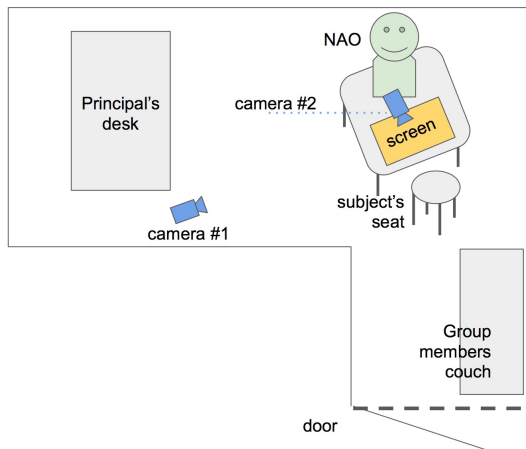 NAO
Principal's
desk
camera #2
screen
subject's
seat
camera #1
Group
members
couch
door